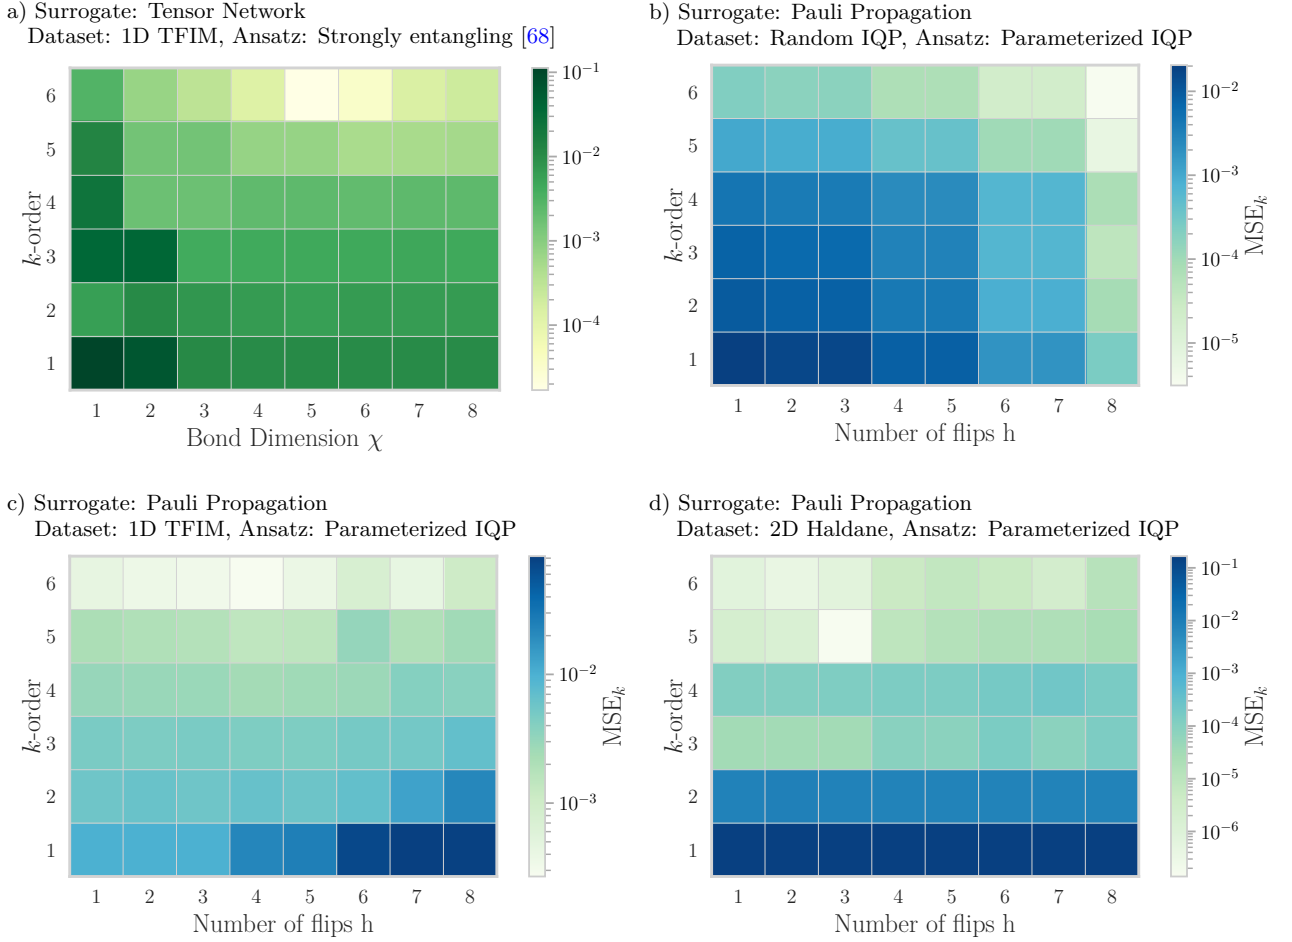 a) Surrogate: Tensor Network
Dataset: 1D TFIM, Ansatz: Strongly entangling [68]
6
5
4
3
2
1
k-order
1 2 3 4 5 6 7 8
Bond Dimension χ
10⁻¹
10⁻²
10⁻³
10⁻⁴
b) Surrogate: Pauli Propagation
Dataset: Random IQP, Ansatz: Parameterized IQP
6
5
4
3
2
1
k-order
1 2 3 4 5 6 7 8
Number of flips h
10⁻²
10⁻³
10⁻⁴
10⁻⁵
MSEₖ
c) Surrogate: Pauli Propagation
Dataset: 1D TFIM, Ansatz: Parameterized IQP
6
5
4
3
2
1
k-order
1 2 3 4 5 6 7 8
Number of flips h
10⁻²
10⁻³
MSEₖ
d) Surrogate: Pauli Propagation
Dataset: 2D Haldane, Ansatz: Parameterized IQP
6
5
4
3
2
1
k-order
1 2 3 4 5 6 7 8
Number of flips h
10⁻¹
10⁻²
10⁻³
10⁻⁴
10⁻⁵
10⁻⁶
MSEₖ